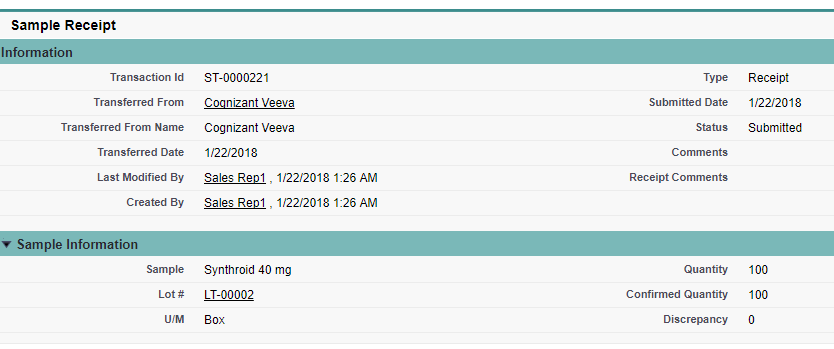 Sample Receipt
Information
Transaction Id ST-0000221 Type Receipt
Transferred From Cognizant Veeva Submitted Date 1/22/2018
Transferred From Name Cognizant Veeva Status Submitted
Transferred Date 1/22/2018 Comments
Last Modified By Sales Rep1 , 1/22/2018 1:26 AM Receipt Comments
Created By Sales Rep1 , 1/22/2018 1:26 AM
Sample Information
Sample Synthroid 40 mg Quantity 100
Lot # LT-00002 Confirmed Quantity 100
U/M Box Discrepancy 0